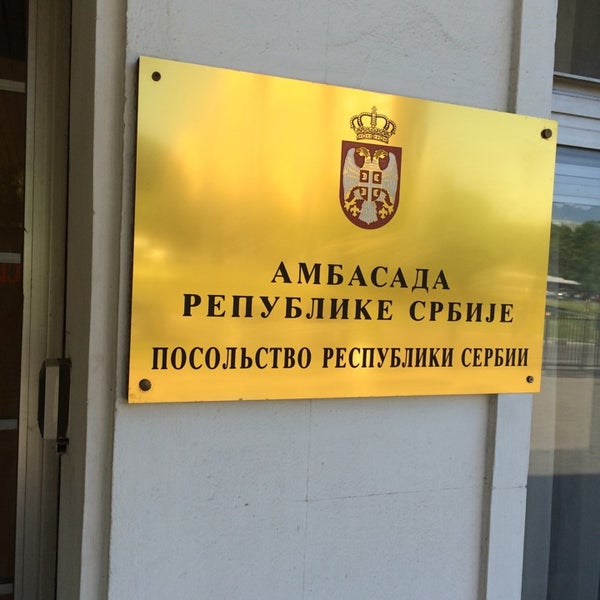 АМБАСАДА
РЕПУБЛИКЕ СРБИЈЕ
ПОСОЛЬСТВО РЕСПУБЛИКИ СЕРБИИ